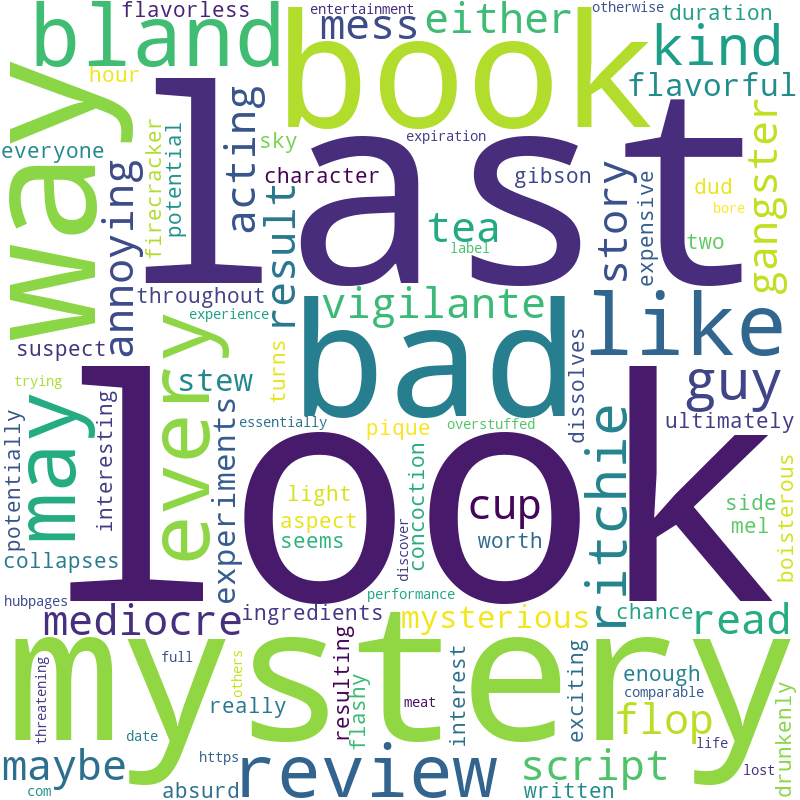 flavorless
entertainment
otherwise
bland
mess
either
duration
hour
book
kind
flavorful
way
last
everyone
firecracker
potential
acting
sky
expiration
annoying
character
gibson
story
expensive
dud
gangster
bore
tea
label
two
result
throughout
vigilante
like
experience
bad
suspect
turns
dissolves
guy
trying
stew
every
may
look
interesting
essentially
overstuffed
pique
ultimately
potentially
experiments
concoction
ritchie
light
cup
aspect
side
boisterous
mel
seems
discover
worth
collapses
performance
hubpages
ingredients
mediocre
mysterious
chance
read
mystery
threatening
full
others
resulting
interest
exciting
enough
comparable
meat
really
flashy
flop
drunkenly
date
life
maybe
https
review
script
lost
com
absurd
written